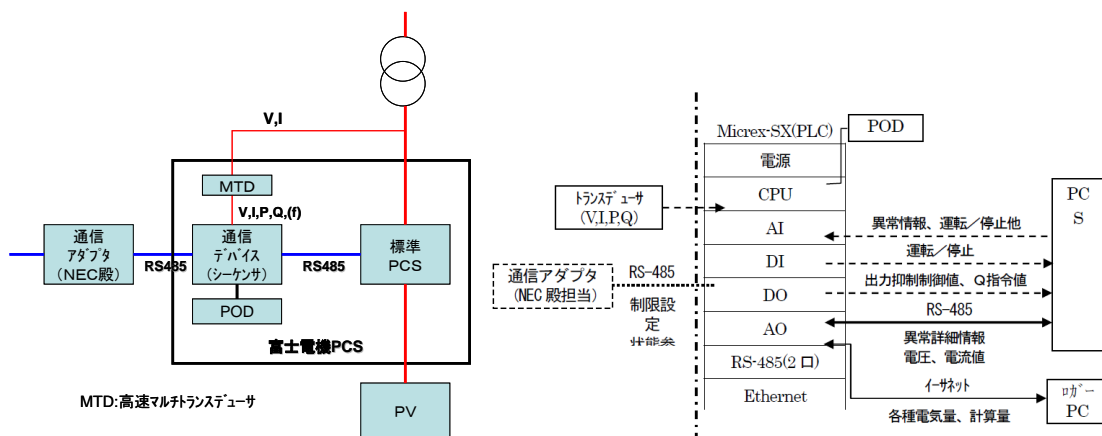 V,I
MTD
V,I,P,Q,(f)
通信
アダプタ
(NEC殿)
RS485
通信
デバイス
(シーケンサ)
RS485
標準
PCS
POD
富士電機PCS
MTD:高速マルチトランスデューサ
PV
Micrex-SX(PLC)
POD
電源
CPU
AI
DI
DO
AO
RS-485(2 口)
Ethernet
トランスデューサ
(V,I,P,Q)
通信アダプタ
(NEC 殿担当)
RS-485
制限設
定
状態参
異常情報、運転／停止他
運転／停止
出力抑制制御値、Q指令値
RS-485
異常詳細情報
電圧、電流値
イーサネット
各種電気量、計算量
PC
S
ロガー
PC